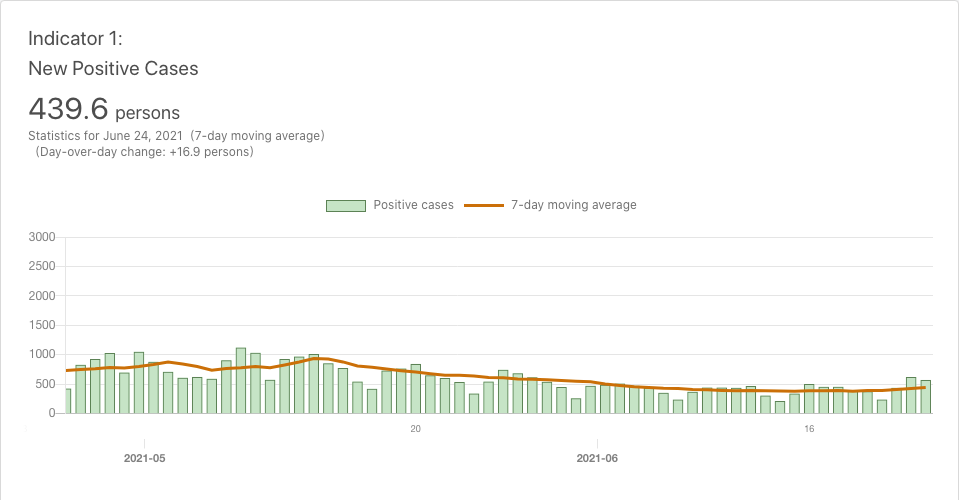 Indicator 1:
New Positive Cases
439.6 persons
Statistics for June 24, 2021 (7-day moving average)
(Day-over-day change: +16.9 persons)
Positive cases 7-day moving average
3000
2500
2000
1500
1000
500
0
20 16
2021-05 2021-06